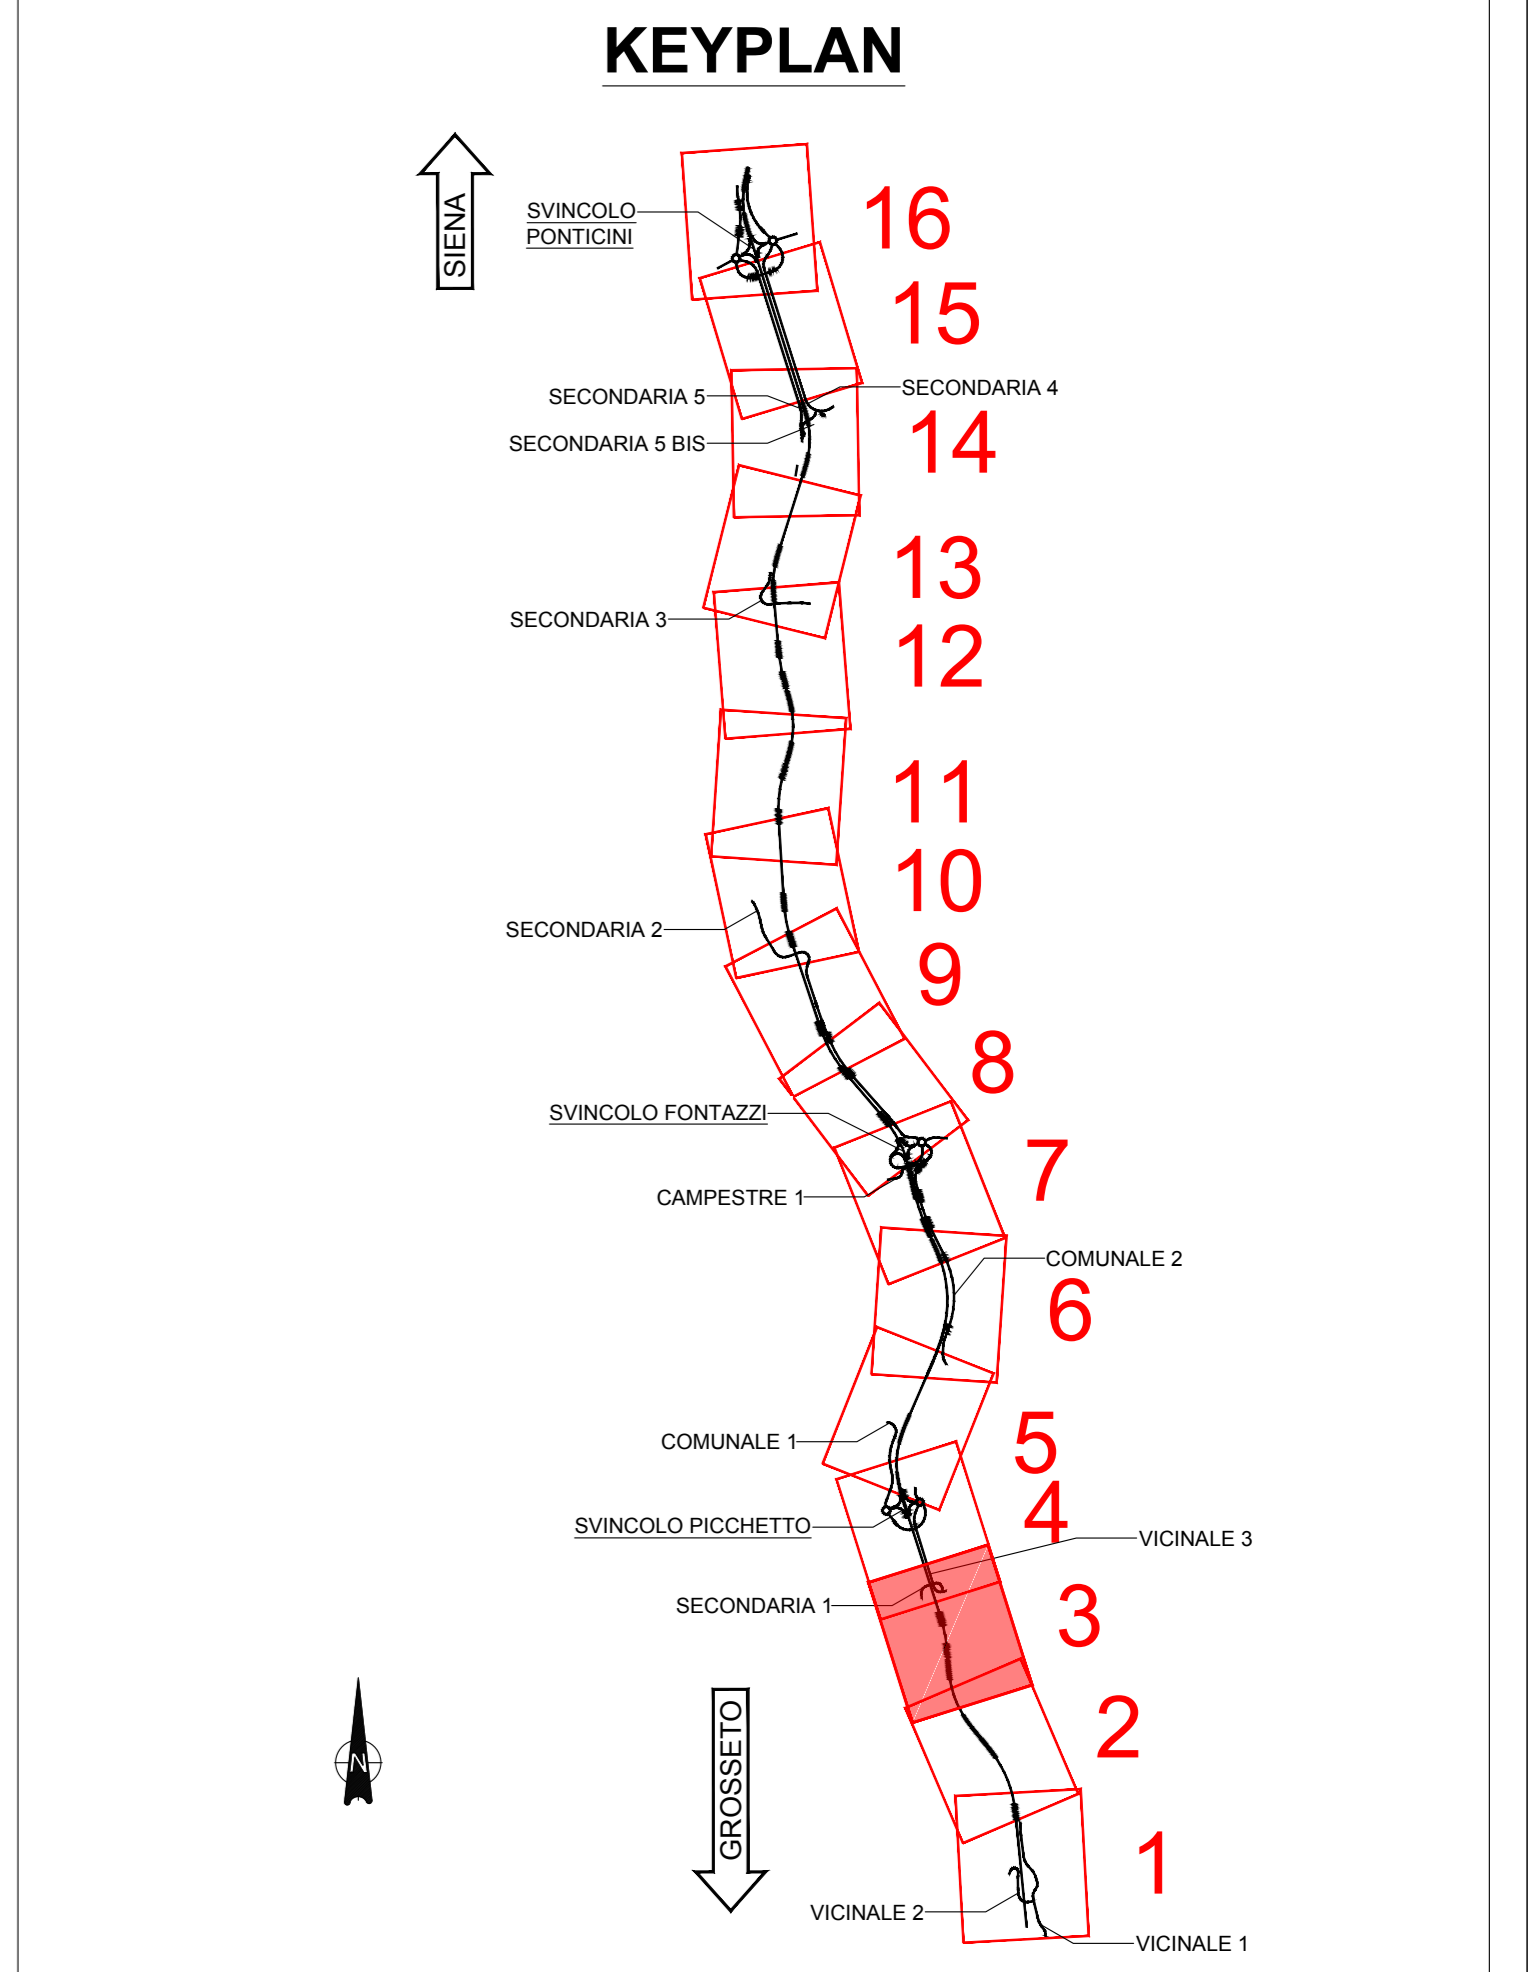 KEYPLAN
SIENA
SVINCOLO
PONTICINI
16
15
SECONDARIA 5
SECONDARIA 4
SECONDARIA 5 BIS
14
13
SECONDARIA 3
12
11
10
SECONDARIA 2
9
8
SVINCOLO FONTAZZI
7
CAMPESTRE 1
COMUNALE 2
6
COMUNALE 1
5
4
SVINCOLO PICCHETTO
VICINALE 3
SECONDARIA 1
3
2
GROSSETO
N
1
VICINALE 2
VICINALE 1